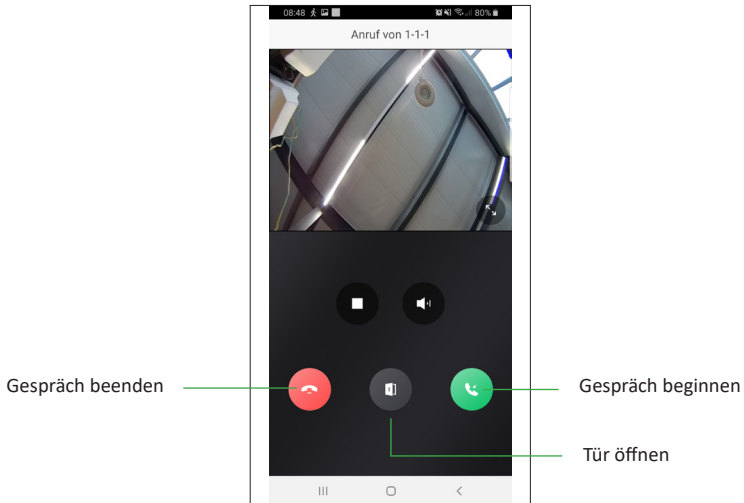 08:48
80%
Anruf von 1-1-1
Gespräch beenden
Gespräch beginnen
Tür öffnen